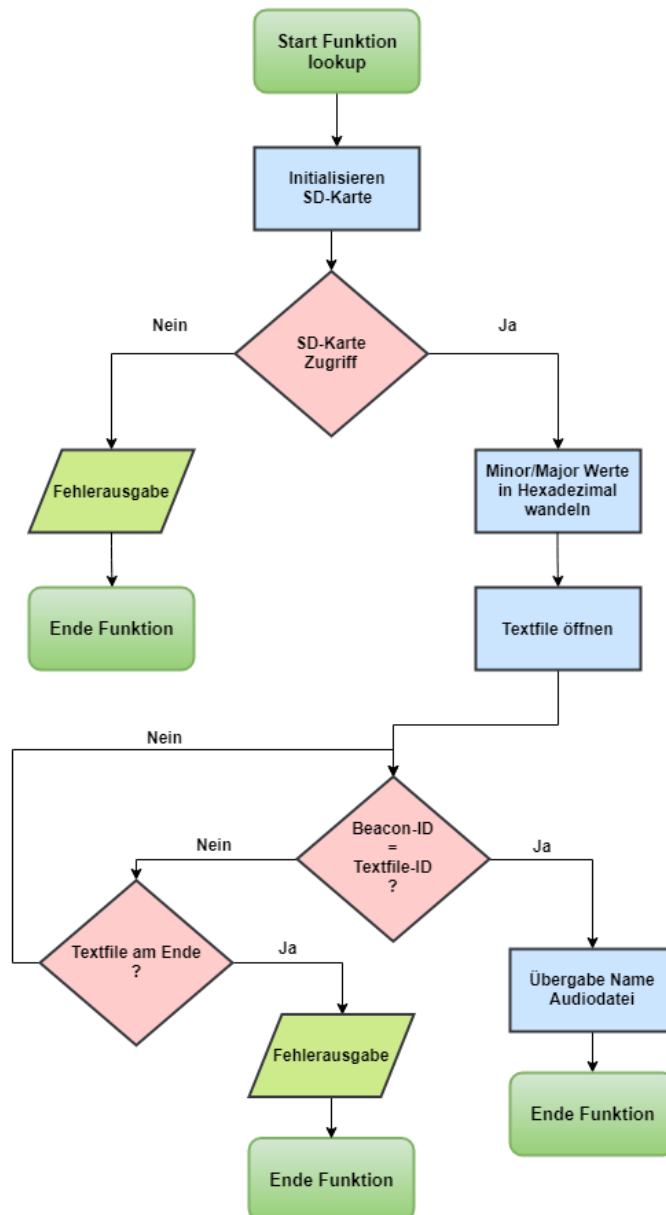 Start Funktion
lookup
Initialisieren
SD-Karte
Nein
Ja
SD-Karte
Zugriff
Fehlerausgabe
Minor/Major Werte
in Hexadezimal
wandeln
Ende Funktion
Textfile öffnen
Nein
Beacon-ID
=
Textfile-ID
?
Nein
Ja
Textfile am Ende
?
Ja
Übergabe Name
Audiodatei
Fehlerausgabe
Ende Funktion
Ende Funktion